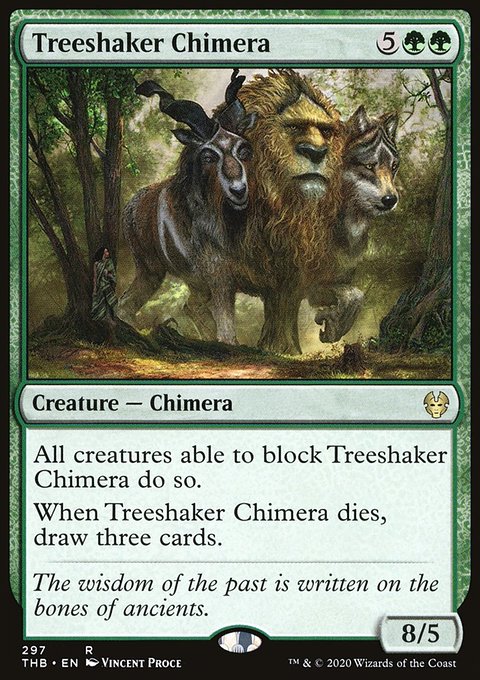 Treeshaker Chimera 5
Creature — Chimera
All creatures able to block Treeshaker
Chimera do so.
When Treeshaker Chimera dies,
draw three cards.
The wisdom of the past is written on the
bones of ancients.
8/5
297 R
THB • EN Vincent Proce
™ & © 2020 Wizards of the Coast